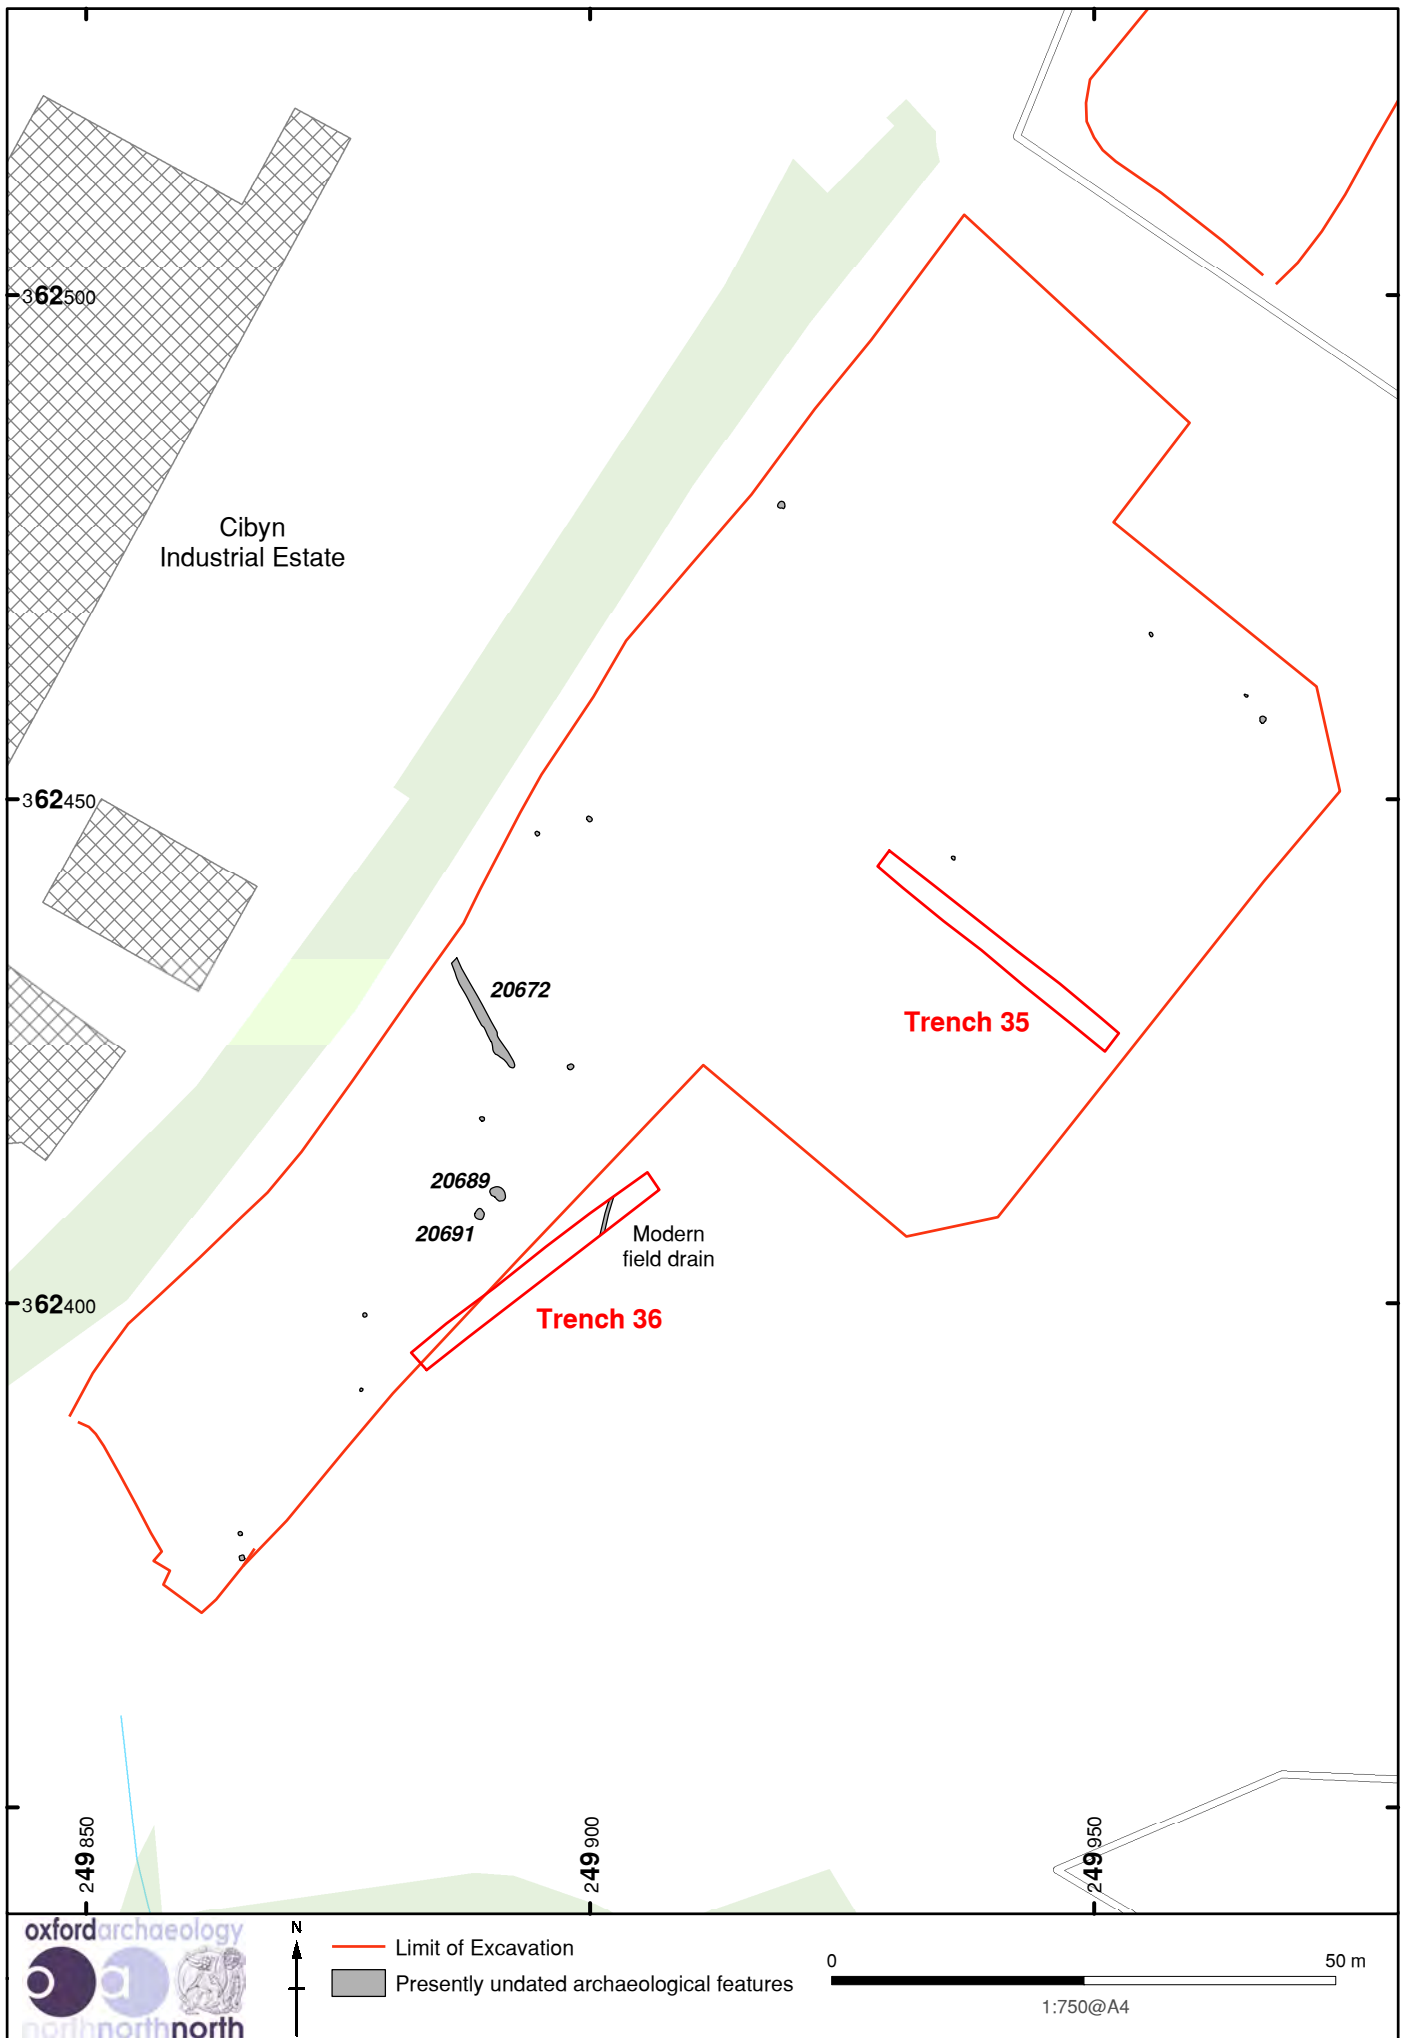 362500
Cibyn
Industrial Estate
362450
20672
Trench 35
20689
20691
Modern
field drain
362400
Trench 36
249850
249900
249950
oxfordarchaeology
oa
northnorthnorth
N
Limit of Excavation
Presently undated archaeological features
0
50 m
1:750@A4